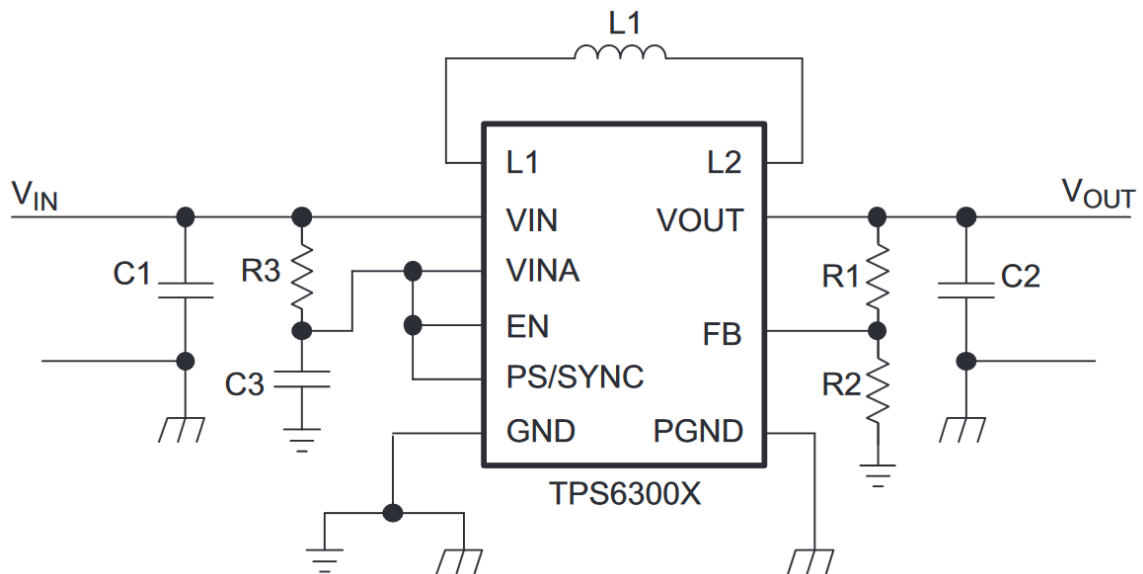 L1
L1 L2
VIN VIN VOUT VOUT
C1 R3 VINA R1 C2
EN FB
C3 PS/SYNC R2
GND PGND
TPS6300X